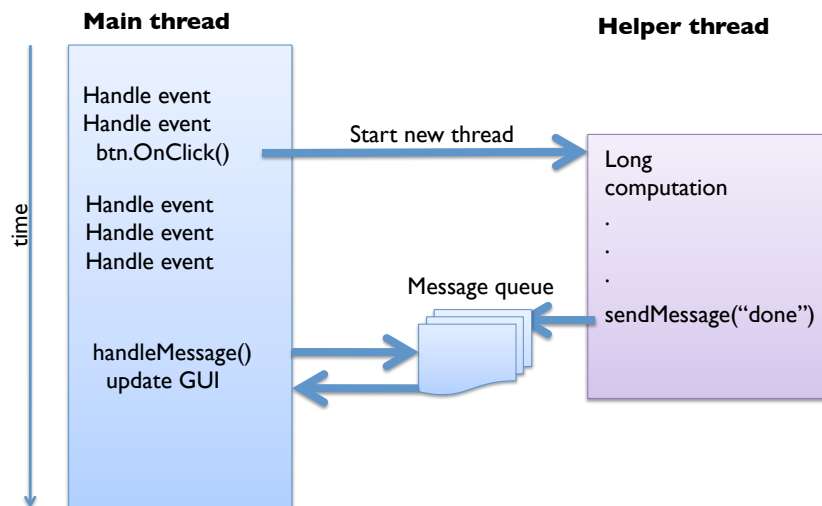 Main thread
Helper thread
time
Handle event
Handle event
btn.OnClick()
Start new thread
Long
computation
.
.
.
Handle event
Handle event
Handle event
Message queue
sendMessage(“done”)
handleMessage()
update GUI